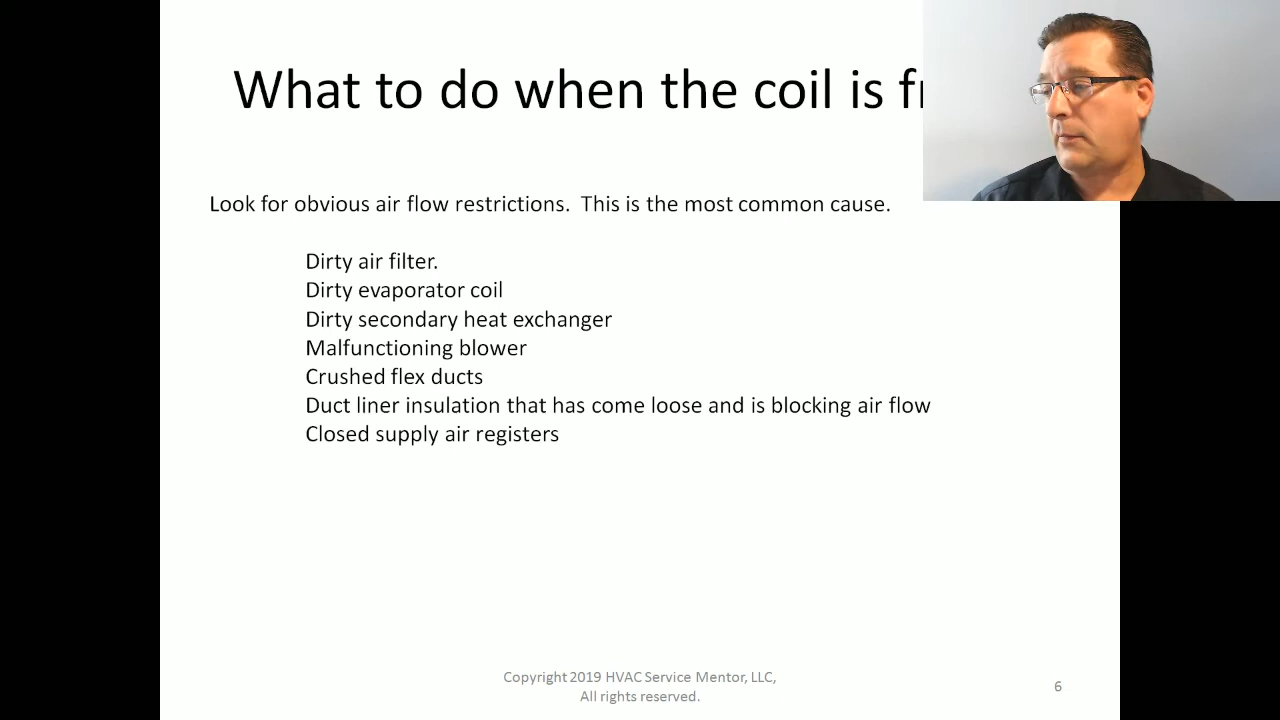 What to do when the coil is
Look for obvious air flow restrictions.  This is the most common cause.
Dirty air filter.
Dirty evaporator coil
Dirty secondary heat exchanger
Malfunctioning blower
Crushed flex ducts
Duct liner insulation that has come loose and is blocking air flow
Closed supply air registers
Copyright 2019 HVAC Service Mentor, LLC,
All rights reserved.
6